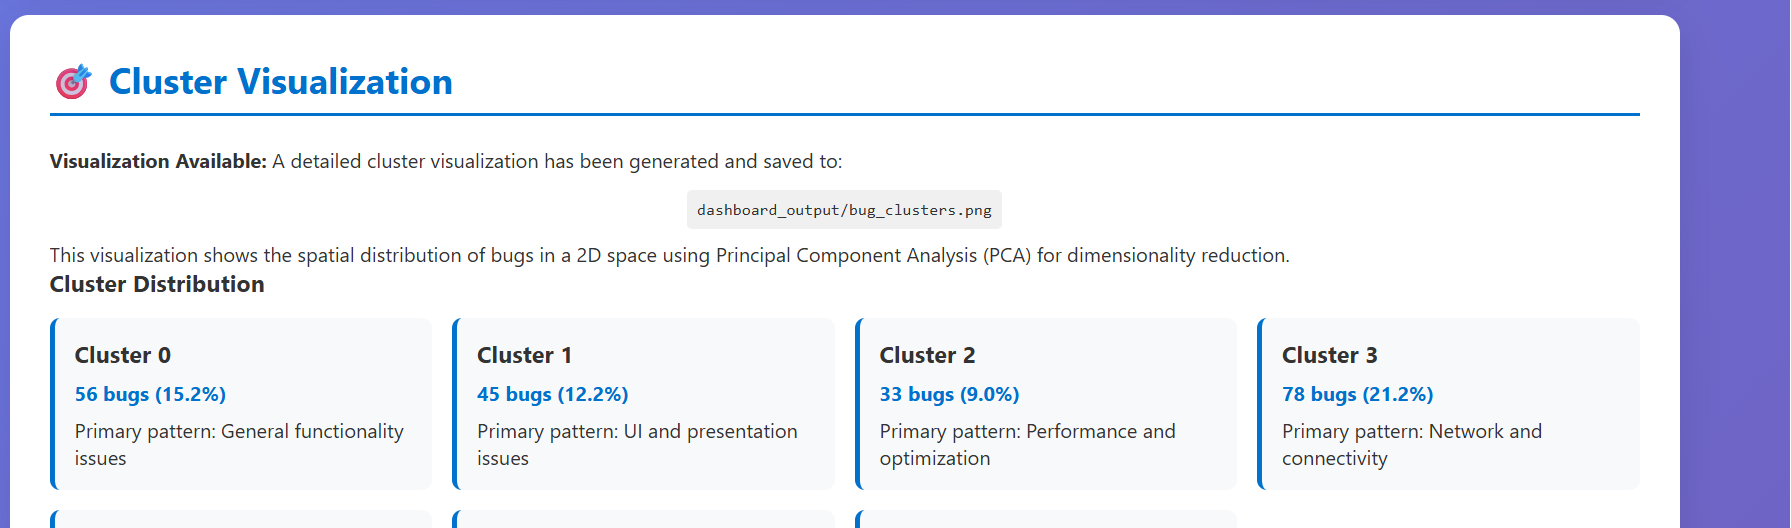 Cluster Visualization
Visualization Available: A detailed cluster visualization has been generated and saved to:
dashboard_output/bug_clusters.png
This visualization shows the spatial distribution of bugs in a 2D space using Principal Component Analysis (PCA) for dimensionality reduction.
Cluster Distribution
Cluster 0
56 bugs (15.2%)
Primary pattern: General functionality
issues
Cluster 1
45 bugs (12.2%)
Primary pattern: UI and presentation
issues
Cluster 2
33 bugs (9.0%)
Primary pattern: Performance and
optimization
Cluster 3
78 bugs (21.2%)
Primary pattern: Network and
connectivity